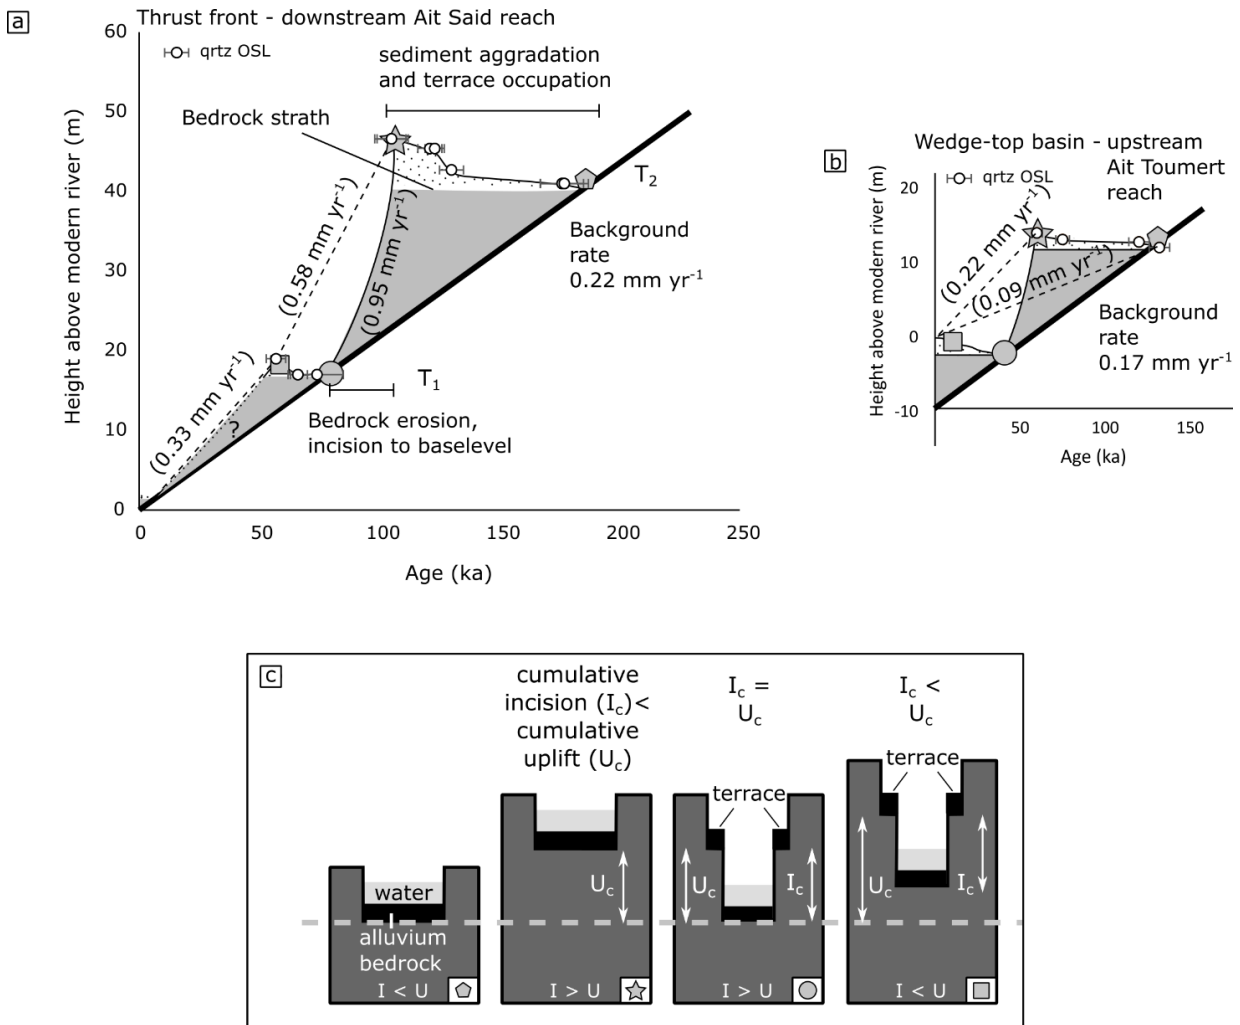 a
Thrust front - downstream Ait Said reach
qrtz OSL
sediment aggradation
and terrace occupation
Bedrock strath
T2
Background
rate
0.22 mm yr-1
(0.58 mm yr-1)
(0.95 mm yr-1)
(0.33 mm yr-1)
?
T1
Bedrock erosion,
incision to baselevel
Height above modern river (m)
60
50
40
30
20
10
0
0
50
100
150
200
250
Age (ka)
b
Wedge-top basin - upstream
Ait Toumert
reach
qrtz OSL
(0.22 mm yr-1)
(0.09 mm yr-1)
Background
rate
0.17 mm yr-1
Height above modern river (m)
20
10
0
-10
50
100
150
Age (ka)
c
cumulative
incision (Ic)<
cumulative
uplift (Uc)
Ic =
Uc
Ic <
Uc
water
alluvium
bedrock
I < U
Uc
I > U
terrace
Uc
Ic
I > U
terrace
Uc
Ic
I < U